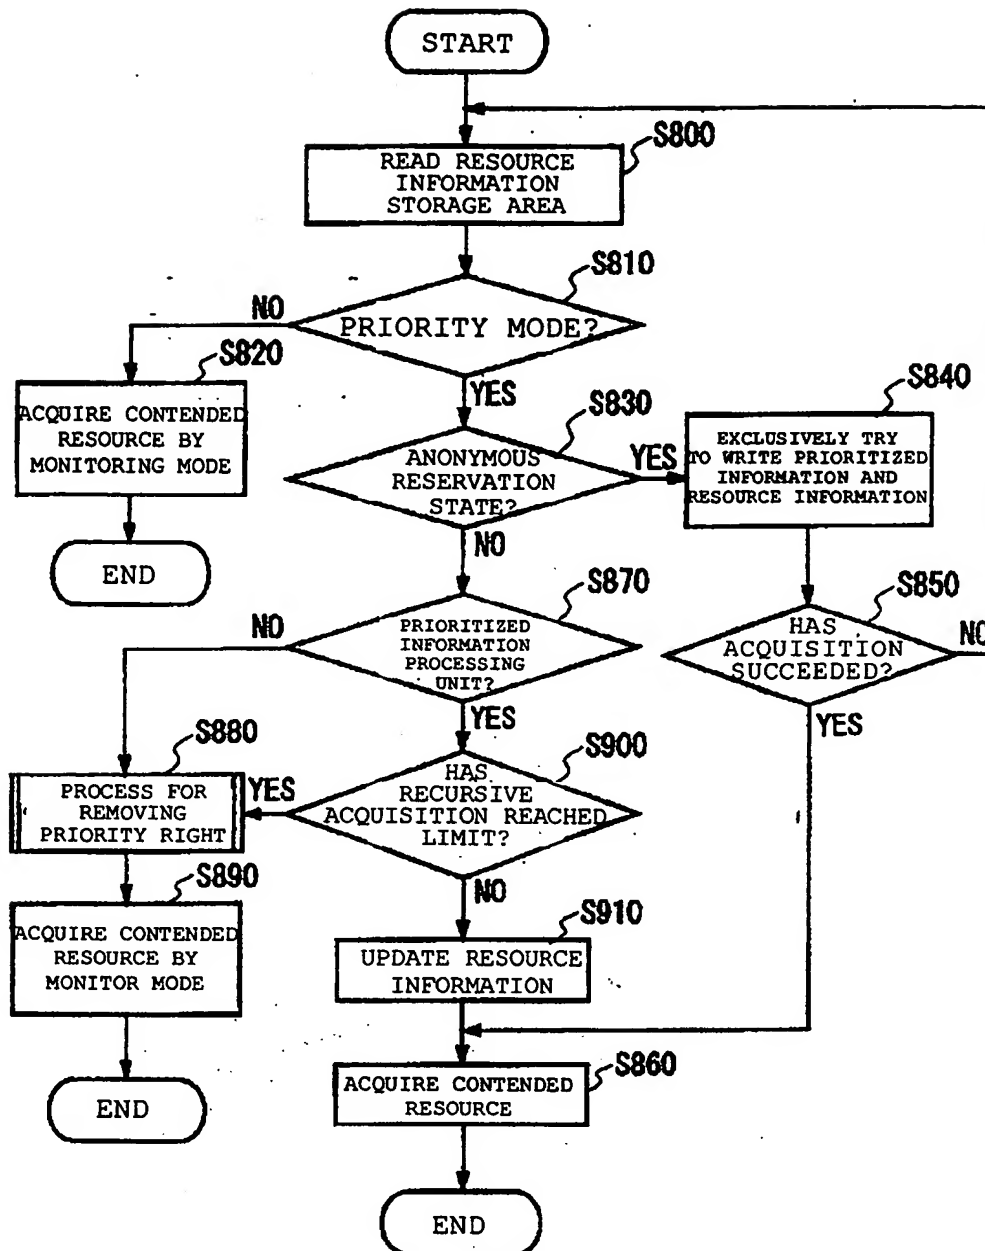 START
S800
READ RESOURCE
INFORMATION
STORAGE AREA
S810
NO
PRIORITY MODE?
YES
S820
ACQUIRE CONTENDED
RESOURCE BY
MONITORING MODE
END
S830
ANONYMOUS
RESERVATION
STATE?
YES
NO
S840
EXCLUSIVELY TRY
TO WRITE PRIORITIZED
INFORMATION AND
RESOURCE INFORMATION
S850
HAS
ACQUISITION
SUCCEEDED?
NO
YES
S870
NO
PRIORITIZED
INFORMATION
PROCESSING
UNIT?
YES
S880
PROCESS FOR
REMOVING
PRIORITY RIGHT
YES
S900
HAS
RECURSIVE
ACQUISITION REACHED
LIMIT?
NO
S890
ACQUIRE CONTENDED
RESOURCE BY
MONITOR MODE
END
S910
UPDATE RESOURCE
INFORMATION
S860
ACQUIRE CONTENDED
RESOURCE
END